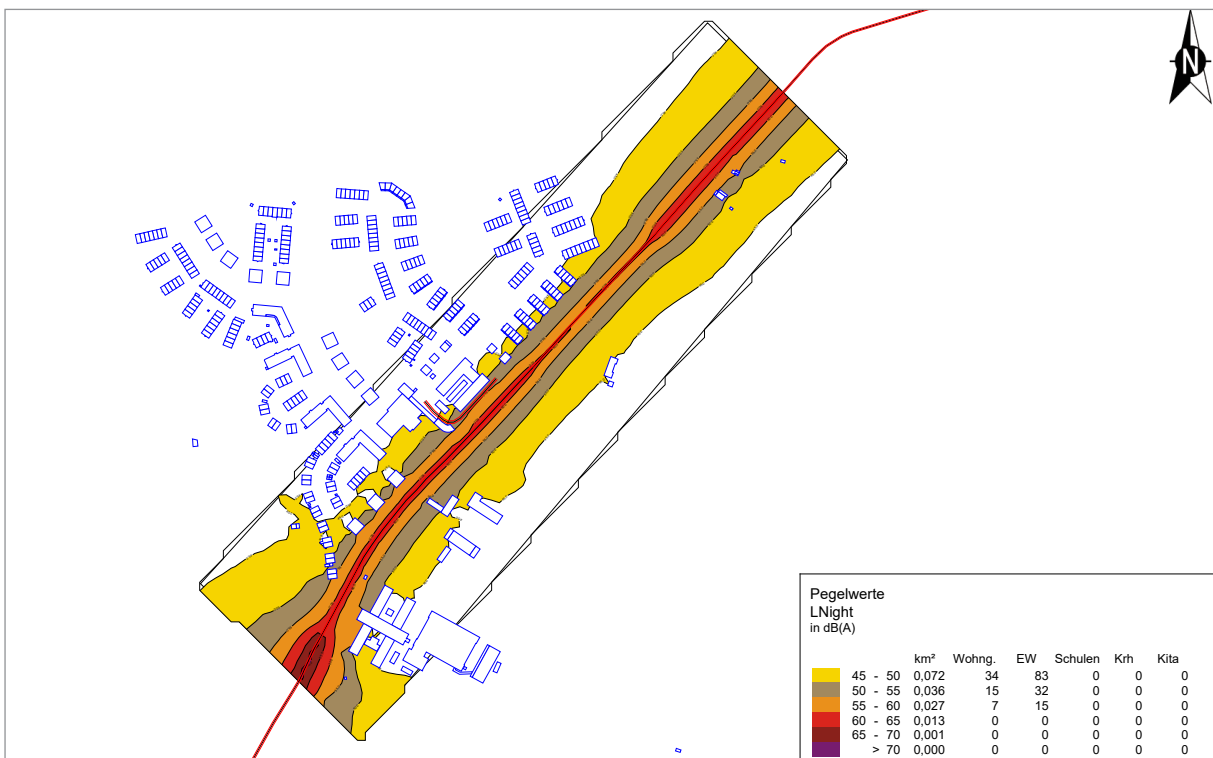 N
Pegelwerte
LNight
in dB(A)
km² Wohng. EW Schulen Krh Kita
45 - 50 0,072 34 83 0 0 0
50 - 55 0,036 15 32 0 0 0
55 - 60 0,027 7 15 0 0 0
60 - 65 0,013 0 0 0 0 0
65 - 70 0,001 0 0 0 0 0
> 70 0,000 0 0 0 0 0